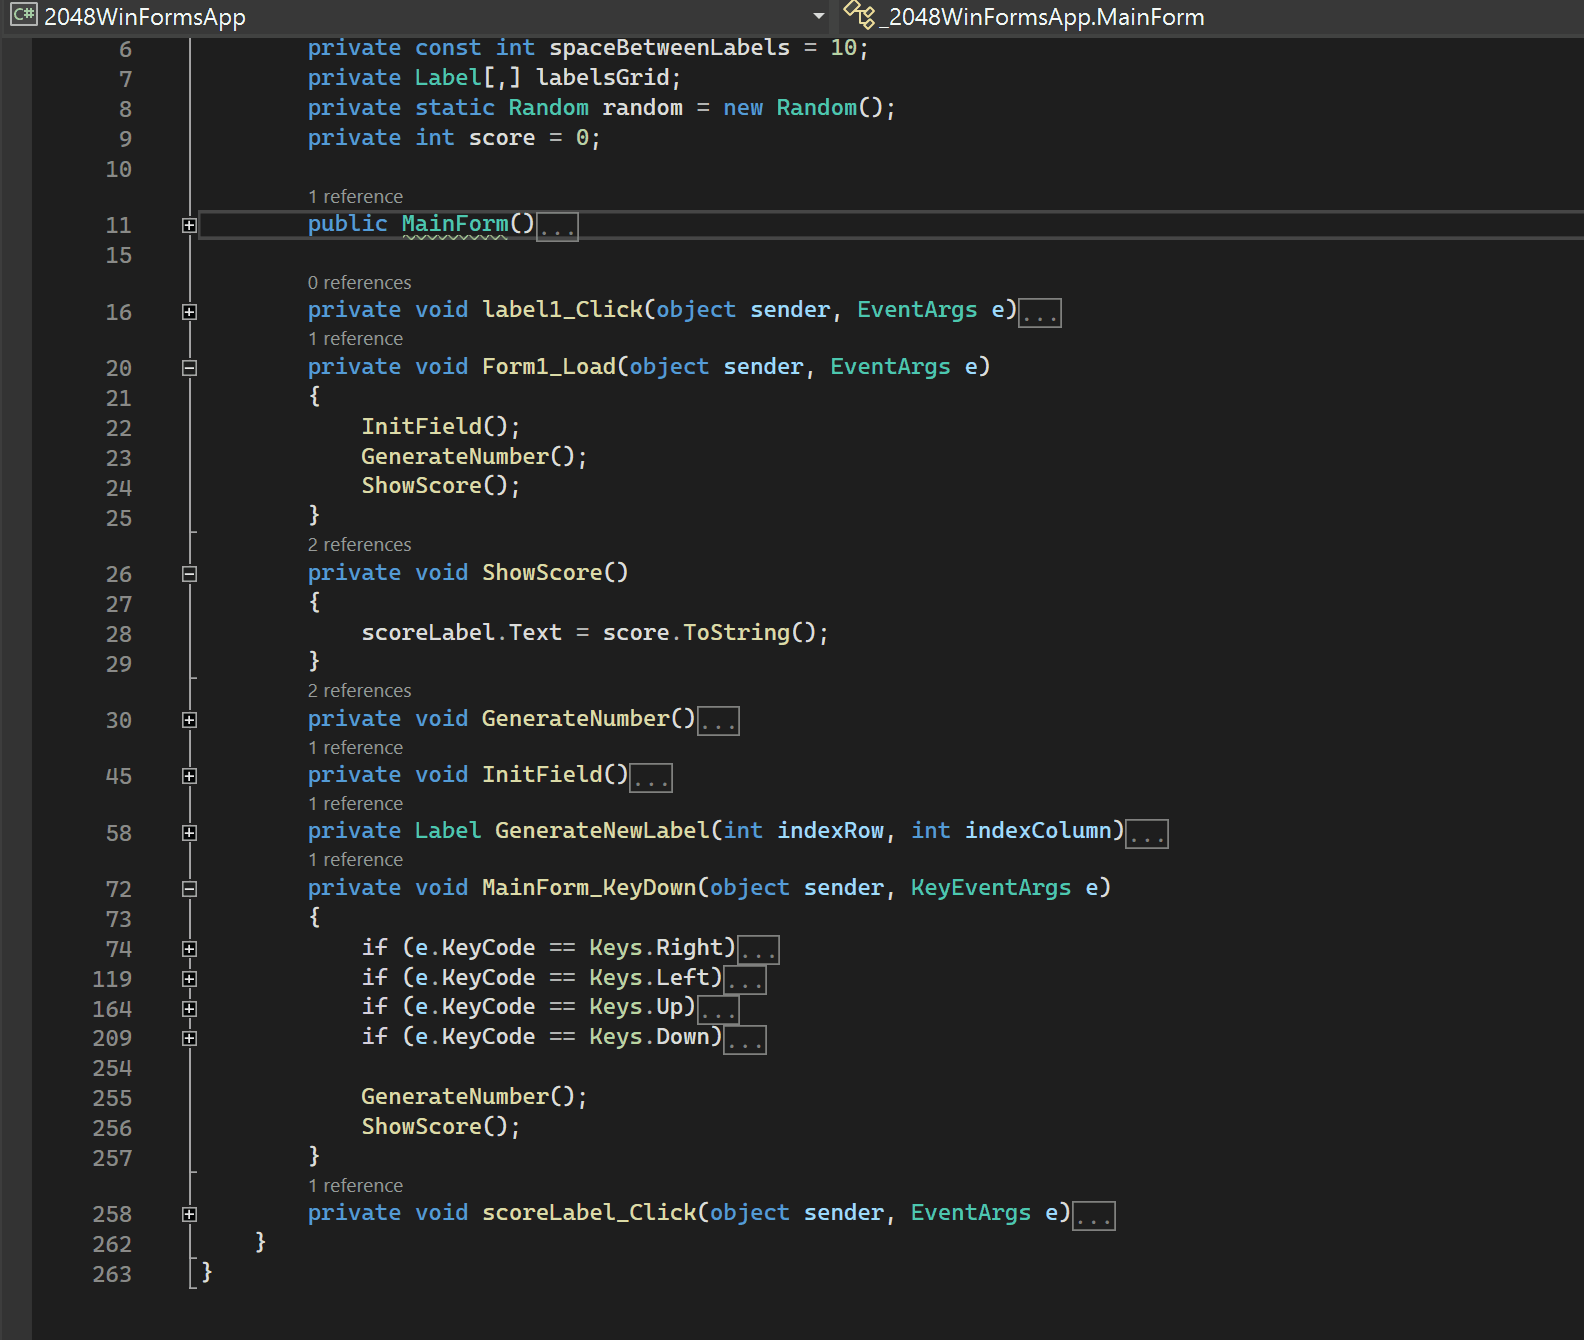 C# 2048WinFormsApp _2048WinFormsApp.MainForm
6 private const int spaceBetweenLabels = 10;
7 private Label[,] labelsGrid;
8 private static Random random = new Random();
9 private int score = 0;
10
1 reference
11 public MainForm()...
15
0 references
16 private void label1_Click(object sender, EventArgs e)...
1 reference
20 private void Form1_Load(object sender, EventArgs e)
21 {
22 InitField();
23 GenerateNumber();
24 ShowScore();
25 }
2 references
26 private void ShowScore()
27 {
28 scoreLabel.Text = score.ToString();
29 }
2 references
30 private void GenerateNumber()...
1 reference
45 private void InitField()...
1 reference
58 private Label GenerateNewLabel(int indexRow, int indexColumn)...
1 reference
72 private void MainForm_KeyDown(object sender, KeyEventArgs e)
73 {
74 if (e.KeyCode == Keys.Right)...
119 if (e.KeyCode == Keys.Left)...
164 if (e.KeyCode == Keys.Up)...
209 if (e.KeyCode == Keys.Down)...
254
255 GenerateNumber();
256 ShowScore();
257 }
1 reference
258 private void scoreLabel_Click(object sender, EventArgs e)...
262 }
263 }